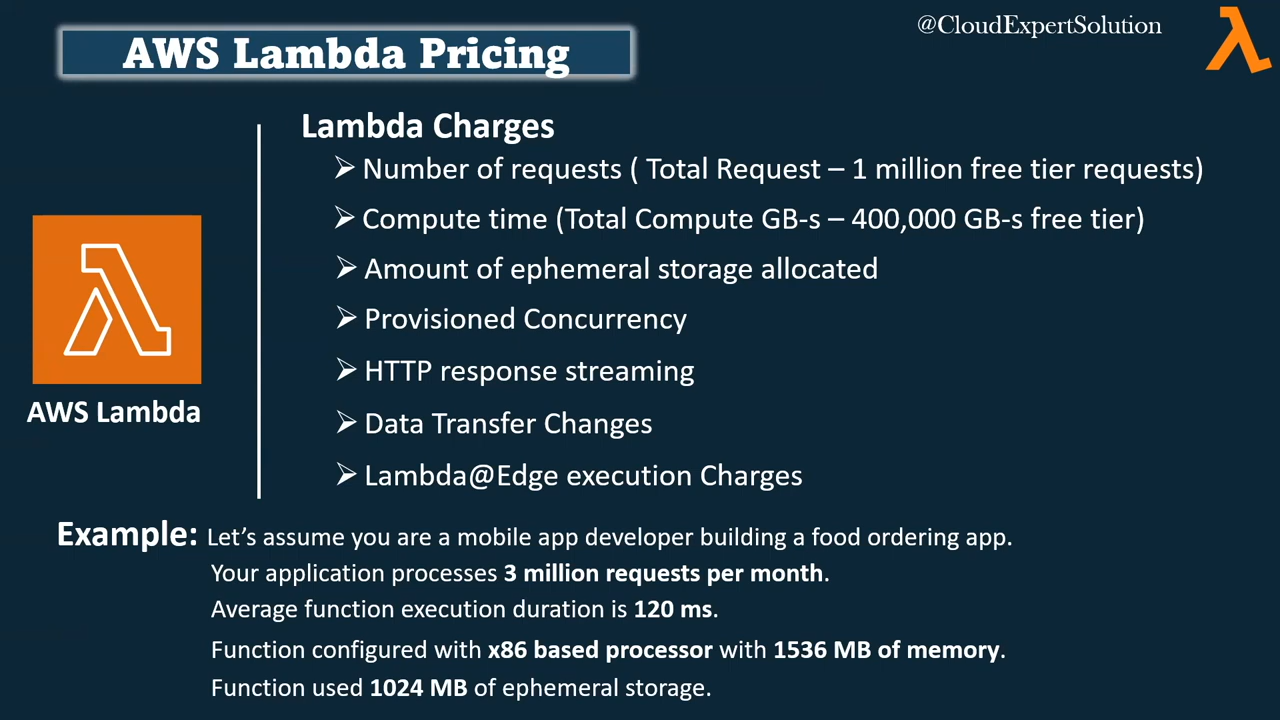 @CloudExpertSolution
AWS Lambda Pricing
Lambda Charges
➢ Number of requests ( Total Request – 1 million free tier requests)
➢ Compute time (Total Compute GB-s – 400,000 GB-s free tier)
➢ Amount of ephemeral storage allocated
➢ Provisioned Concurrency
➢ HTTP response streaming
➢ Data Transfer Changes
➢ Lambda@Edge execution Charges
AWS Lambda
Example: Let’s assume you are a mobile app developer building a food ordering app.
Your application processes 3 million requests per month.
Average function execution duration is 120 ms.
Function configured with x86 based processor with 1536 MB of memory.
Function used 1024 MB of ephemeral storage.